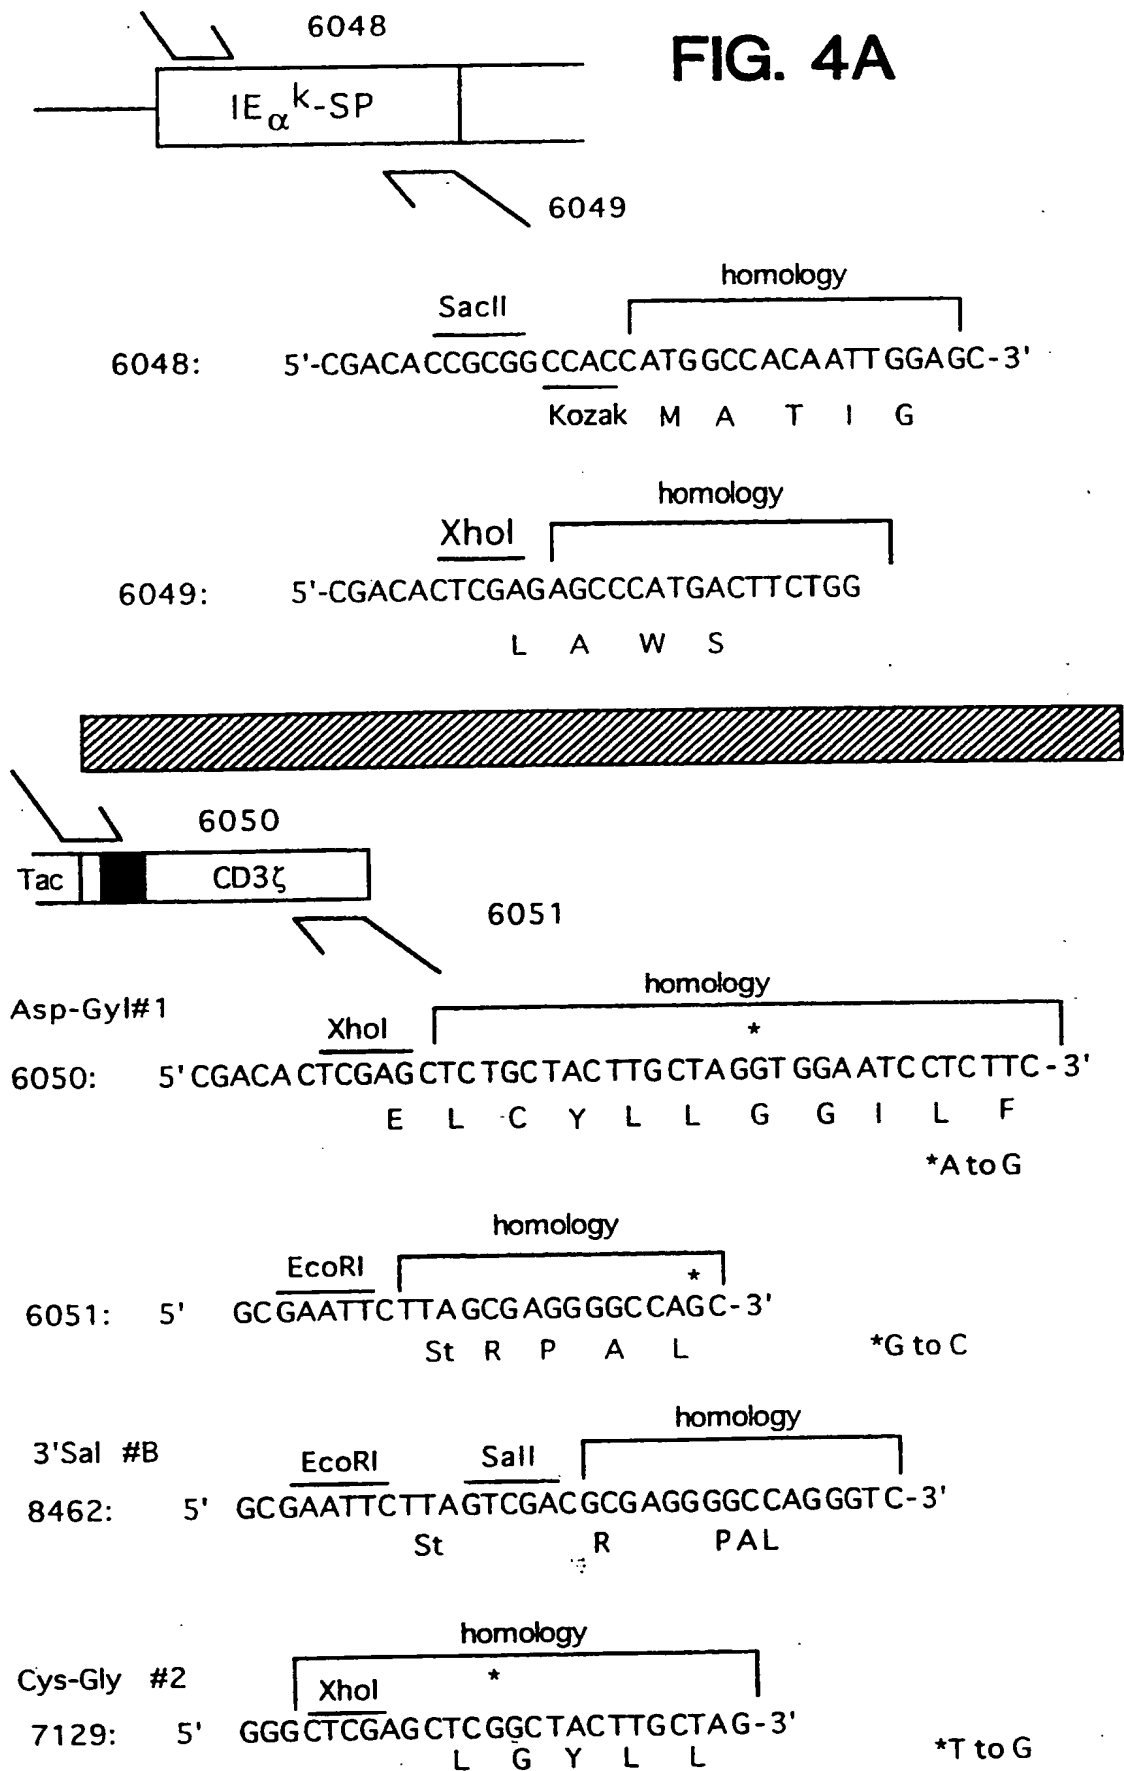 6048
FIG. 4A
IEαk-SP
6049
homology
SacII
6048: 5'-CGACACCGCGGCCACCATGGCCACAATTGGAGC-3'
Kozak M A T I G
homology
XhoI
6049: 5'-CGACACTCGAGAGCCCATGACTTCTGG
L A W S
6050
Tac CD3ζ
6051
homology
Asp-Gyl#1
XhoI *
6050: 5'CGACACTCGAGCTCTGCTACTTGCTAGGTGGAATCCTCTTC-3'
E L C Y L L G G I L F
*A to G
homology
EcoRI *
6051: 5' GCGAATTCTTAGCGAGGGGCCAGC-3'
St R P A L *G to C
homology
3'Sal #B EcoRI SalI
8462: 5' GCGAATTCTTAGTCGACGCGAGGGGCCAGGGTC-3'
St R PAL
homology
Cys-Gly #2 XhoI *
7129: 5' GGGCTCGAGCTCGGCTACTTGCTAG-3'
L G Y L L *T to G